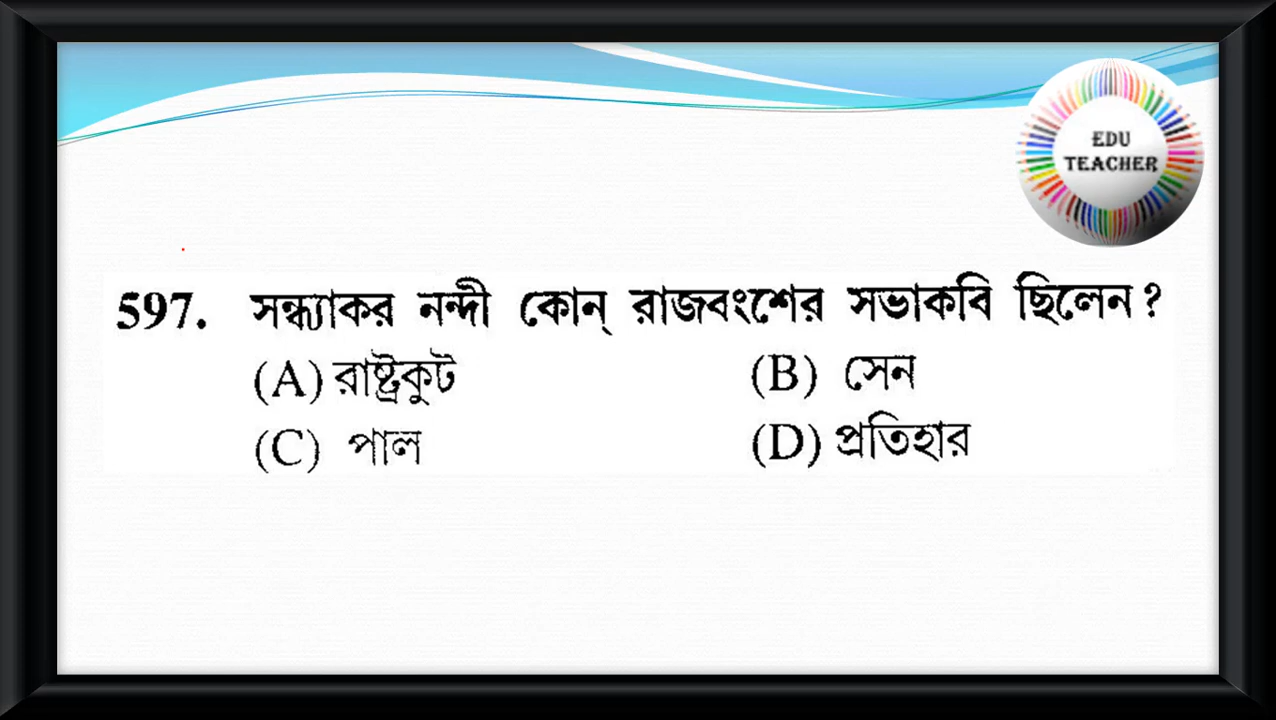 EDU
TEACHER
597. সন্ধ্যাকর নন্দী কোন্ রাজবংশের সভাকবি ছিলেন ?
(A) রাষ্ট্রকুট (B) সেন
(C) পাল (D) প্রতিহার